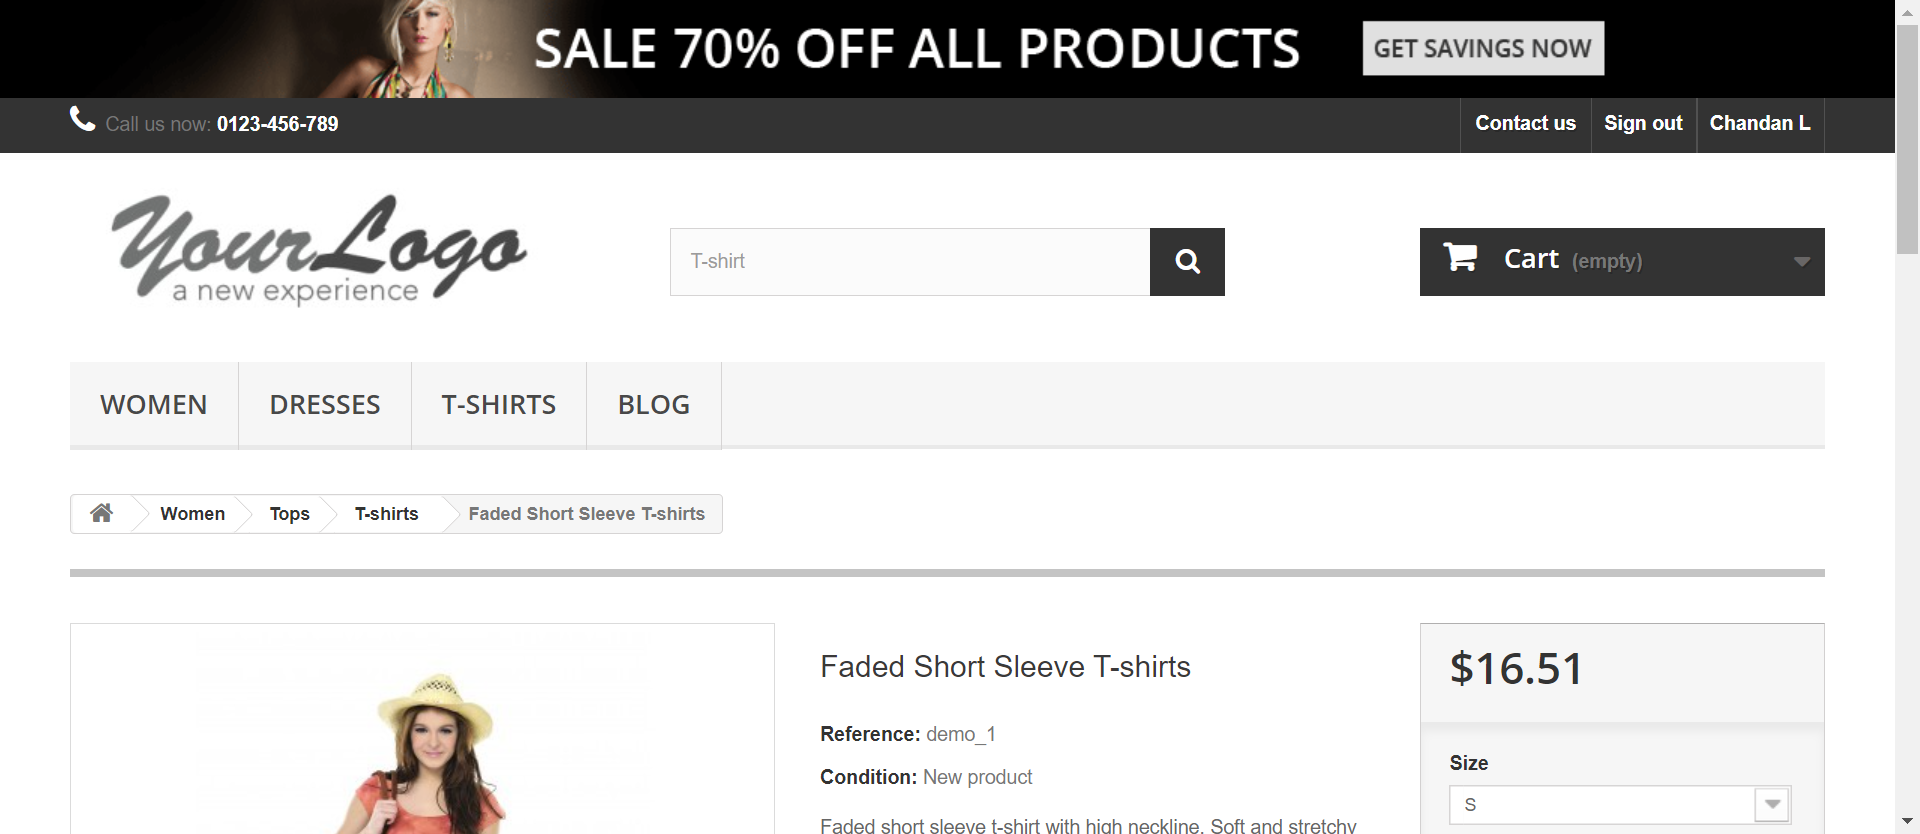 SALE 70% OFF ALL PRODUCTS
GET SAVINGS NOW
Call us now: 0123-456-789
Contact us
Sign out
Chandan L
Your Logo
a new experience
T-shirt
Cart (empty)
WOMEN
DRESSES
T-SHIRTS
BLOG
Women
Tops
T-shirts
Faded Short Sleeve T-shirts
Faded Short Sleeve T-shirts
Reference: demo_1
Condition: New product
Faded short sleeve t-shirt with high neckline. Soft and stretchy
$16.51
Size
S